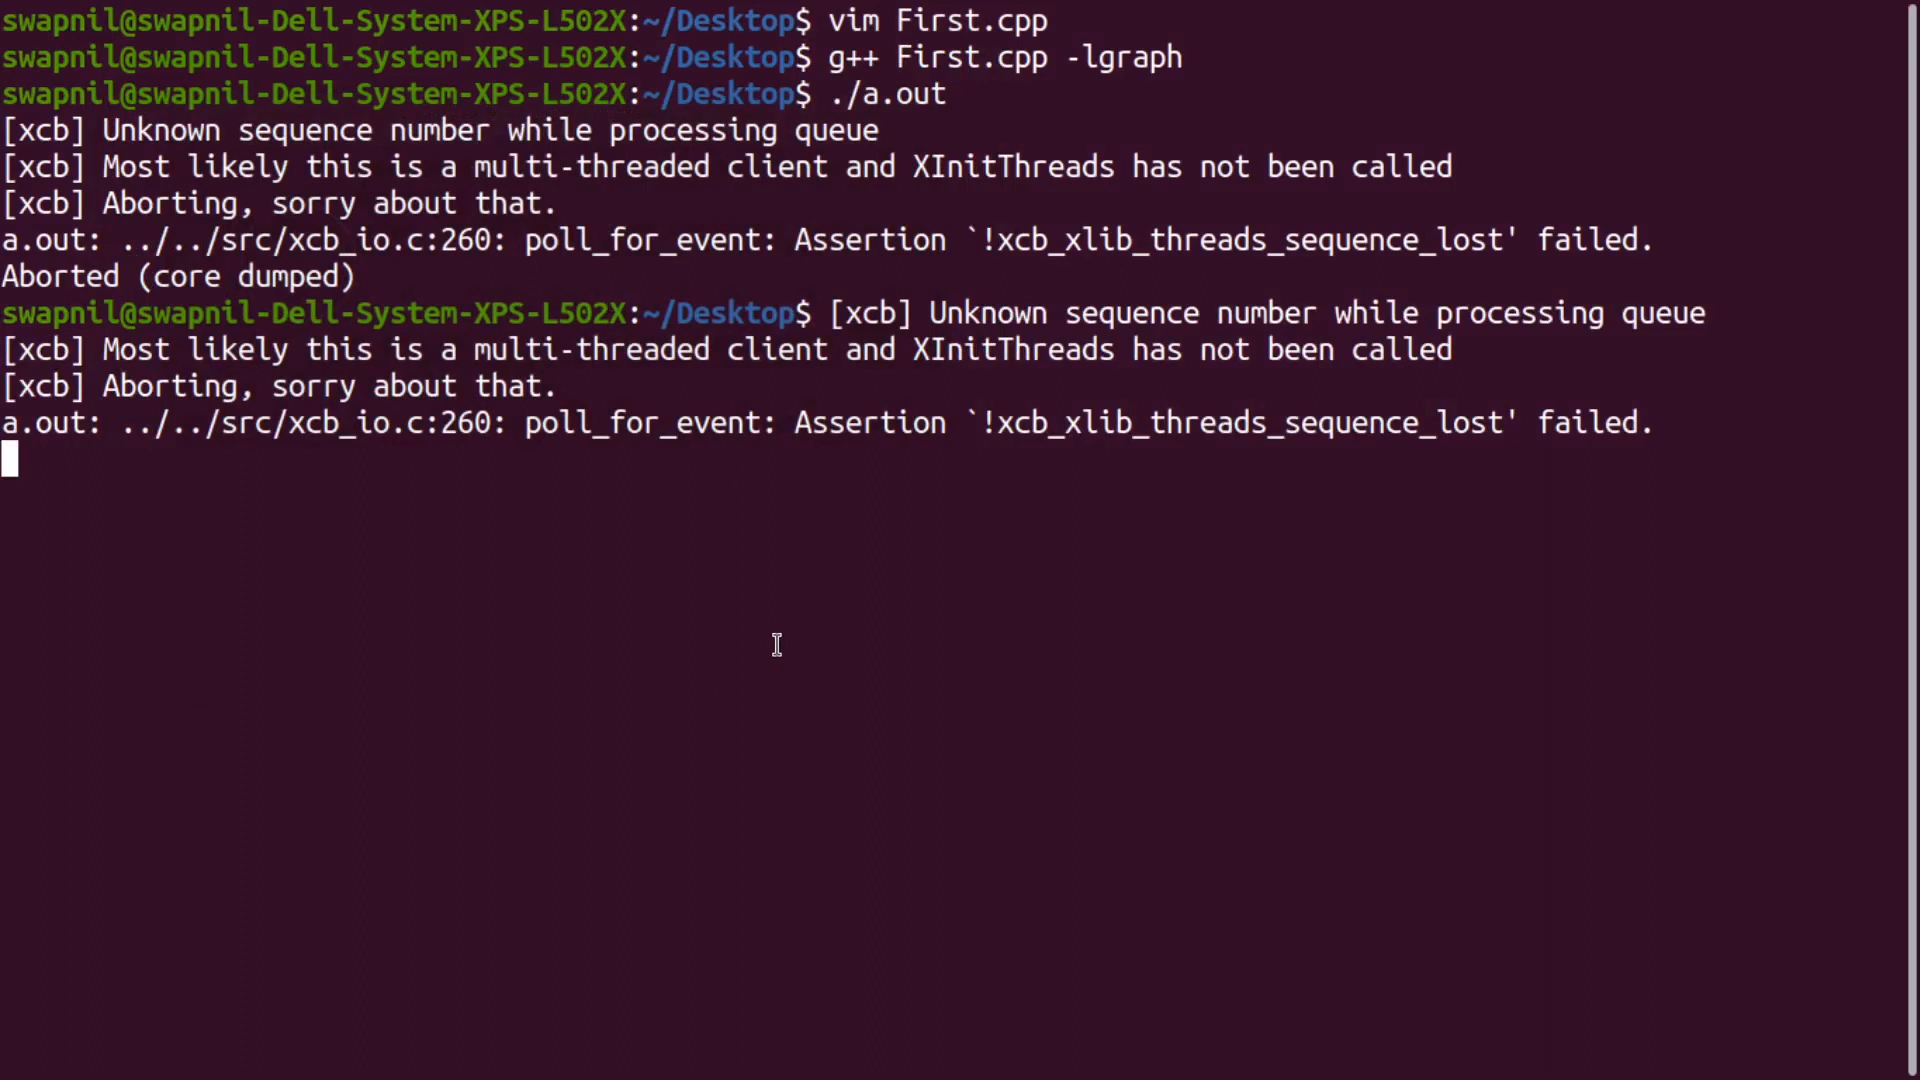 swapnil@swapnil-Dell-System-XPS-L502X:~/Desktop$ vim First.cpp
swapnil@swapnil-Dell-System-XPS-L502X:~/Desktop$ g++ First.cpp -lgraph
swapnil@swapnil-Dell-System-XPS-L502X:~/Desktop$ ./a.out
[xcb] Unknown sequence number while processing queue
[xcb] Most likely this is a multi-threaded client and XInitThreads has not been called
[xcb] Aborting, sorry about that.
a.out: ../../src/xcb_io.c:260: poll_for_event: Assertion `!xcb_xlib_threads_sequence_lost' failed.
Aborted (core dumped)
swapnil@swapnil-Dell-System-XPS-L502X:~/Desktop$ [xcb] Unknown sequence number while processing queue
[xcb] Most likely this is a multi-threaded client and XInitThreads has not been called
[xcb] Aborting, sorry about that.
a.out: ../../src/xcb_io.c:260: poll_for_event: Assertion `!xcb_xlib_threads_sequence_lost' failed.